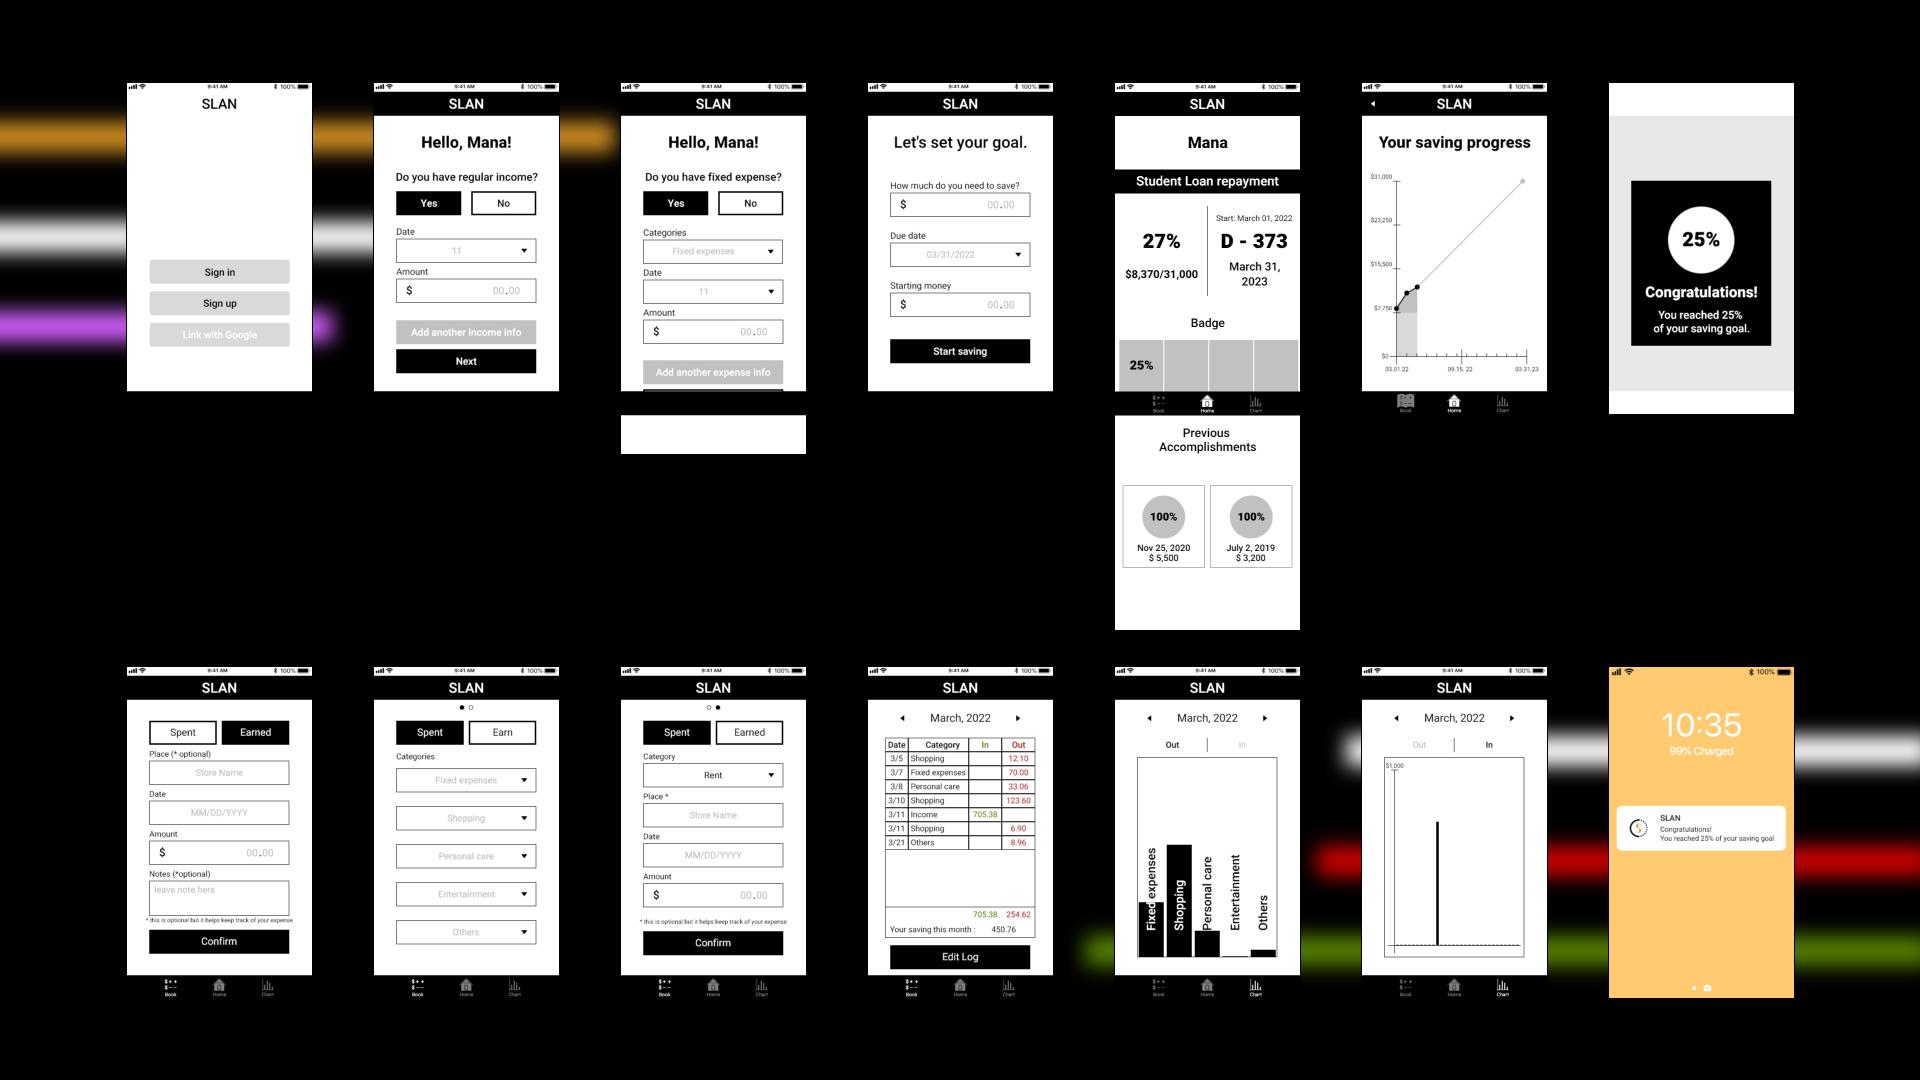 9:41 AM
100%
SLAN
Sign in
Sign up
Link with Google
9:41 AM
100%
SLAN
Hello, Mana!
Do you have regular income?
Yes
No
Date
11
Amount
$
00.00
Add another income info
Next
9:41 AM
100%
SLAN
Hello, Mana!
Do you have fixed expense?
Yes
No
Categories
Fixed expenses
Date
11
Amount
$
00.00
Add another expense info
9:41 AM
100%
SLAN
Let's set your goal.
How much do you need to save?
$
00.00
Due date
03/31/2022
Starting money
$
00.00
Start saving
9:41 AM
100%
SLAN
Mana
Student Loan repayment
27%
$8,370/31,000
Start: March 01, 2022
D - 373
March 31,
2023
Badge
25%
Book
Home
Chart
Previous
Accomplishments
100%
Nov 25, 2020
$ 5,500
100%
July 2, 2019
$ 3,200
9:41 AM
100%
SLAN
Your saving progress
$31,000
$23,250
$15,500
$7,750
$0
03.01.22
09.15.22
03.31.23
Book
Home
Chart
25%
Congratulations!
You reached 25%
of your saving goal.
9:41 AM
100%
SLAN
Spent
Earned
Place (* optional)
Store Name
Date
MM/DD/YYYY
Amount
$
00.00
Notes (*optional)
leave note here
* this is optional but it helps keep track of your expense
Confirm
Book
Home
Chart
9:41 AM
100%
SLAN
Spent
Earn
Categories
Fixed expenses
Shopping
Personal care
Entertainment
Others
Book
Home
Chart
9:41 AM
100%
SLAN
Spent
Earned
Category
Rent
Place *
Store Name
Date
MM/DD/YYYY
Amount
$
00.00
* this is optional but it helps keep track of your expense
Confirm
Book
Home
Chart
9:41 AM
100%
SLAN
March, 2022
Date Category In Out
3/5 Shopping 12.10
3/7 Fixed expenses 70.00
3/8 Personal care 33.06
3/10 Shopping 123.60
3/11 Income 705.38
3/11 Shopping 6.90
3/21 Others 8.96
705.38 254.62
Your saving this month : 450.76
Edit Log
Book
Home
Chart
9:41 AM
100%
SLAN
March, 2022
Out
In
Fixed expenses
Shopping
Personal care
Entertainment
Others
Book
Home
Chart
9:41 AM
100%
SLAN
March, 2022
Out
In
$1,000
Book
Home
Chart
100%
10:35
99% Charged
SLAN
Congratulations!
You reached 25% of your saving goal